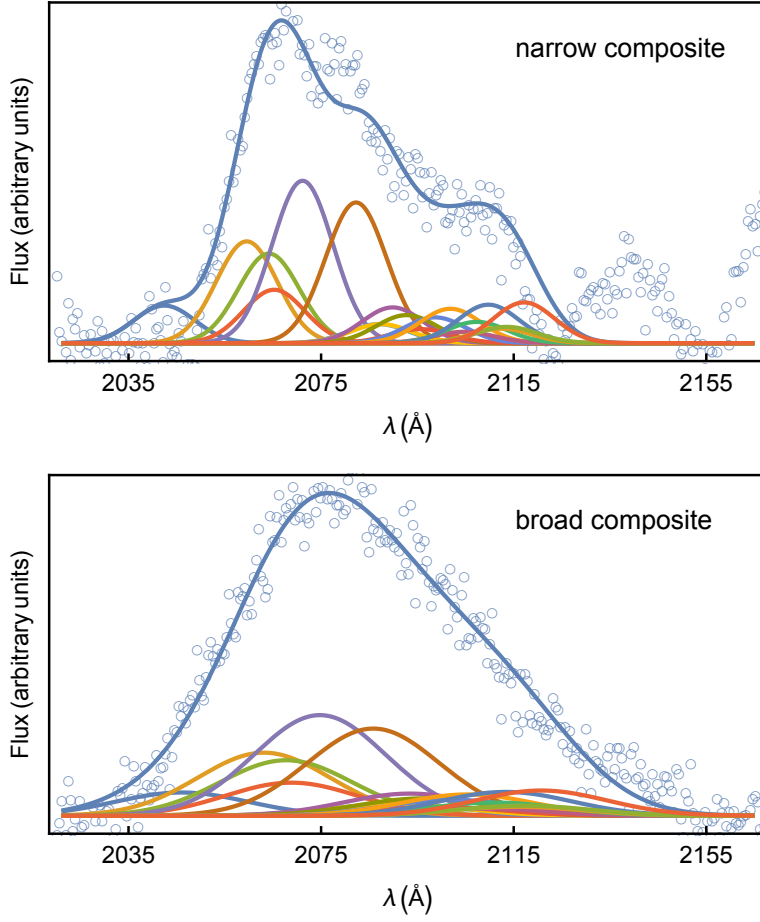 narrow composite
Flux (arbitrary units)
2035 2075 2115 2155
λ (Å)
broad composite
Flux (arbitrary units)
2035 2075 2115 2155
λ (Å)